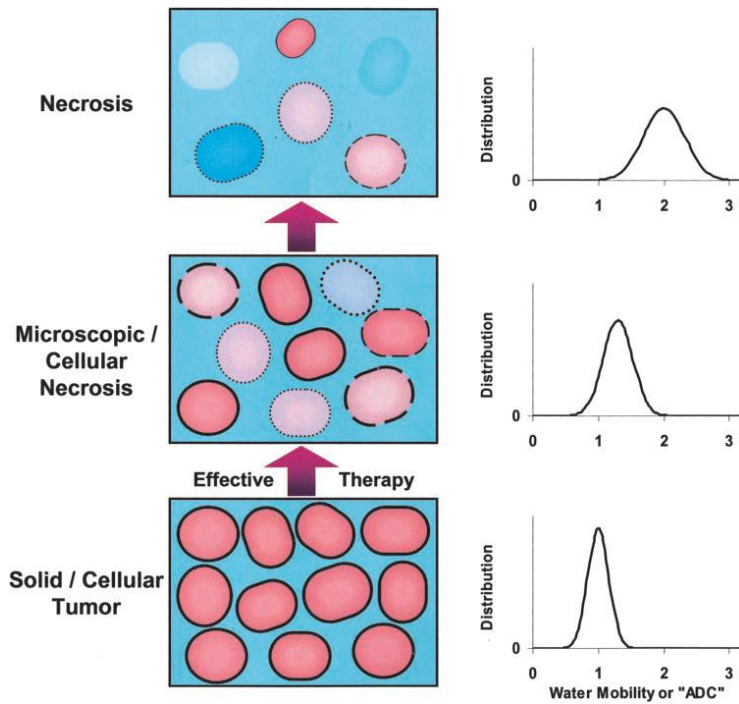 Necrosis
Distribution
0
0 1 2 3
Microscopic /
Cellular
Necrosis
Distribution
0
0 1 2 3
Effective Therapy
Solid / Cellular
Tumor
Distribution
0
0 1 2 3
Water Mobility or "ADC"